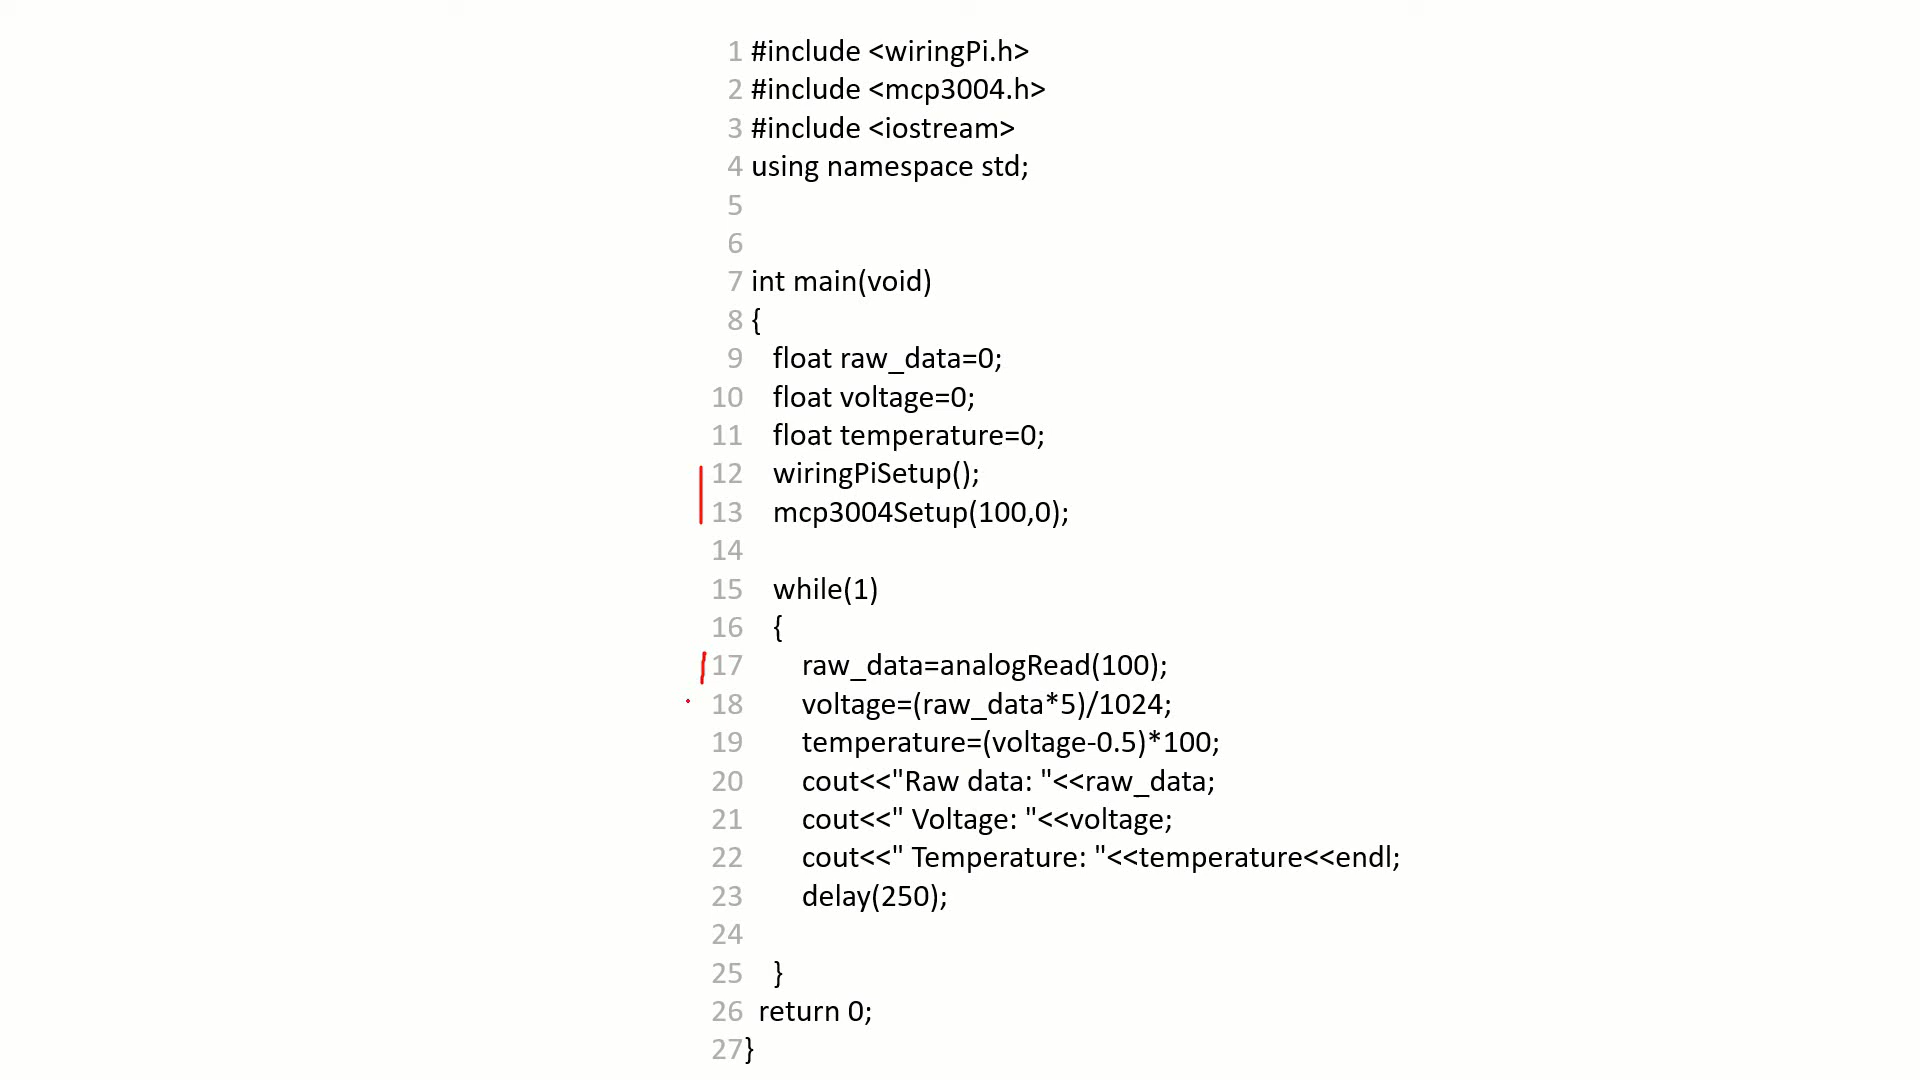 1 #include <wiringPi.h>
2 #include <mcp3004.h>
3 #include <iostream>
4 using namespace std;
5
6
7 int main(void)
8 {
9 float raw_data=0;
10 float voltage=0;
11 float temperature=0;
12 wiringPiSetup();
13 mcp3004Setup(100,0);
14
15 while(1)
16 {
17 raw_data=analogRead(100);
18 voltage=(raw_data*5)/1024;
19 temperature=(voltage-0.5)*100;
20 cout<<"Raw data: "<<raw_data;
21 cout<<" Voltage: "<<voltage;
22 cout<<" Temperature: "<<temperature<<endl;
23 delay(250);
24
25 }
26 return 0;
27}